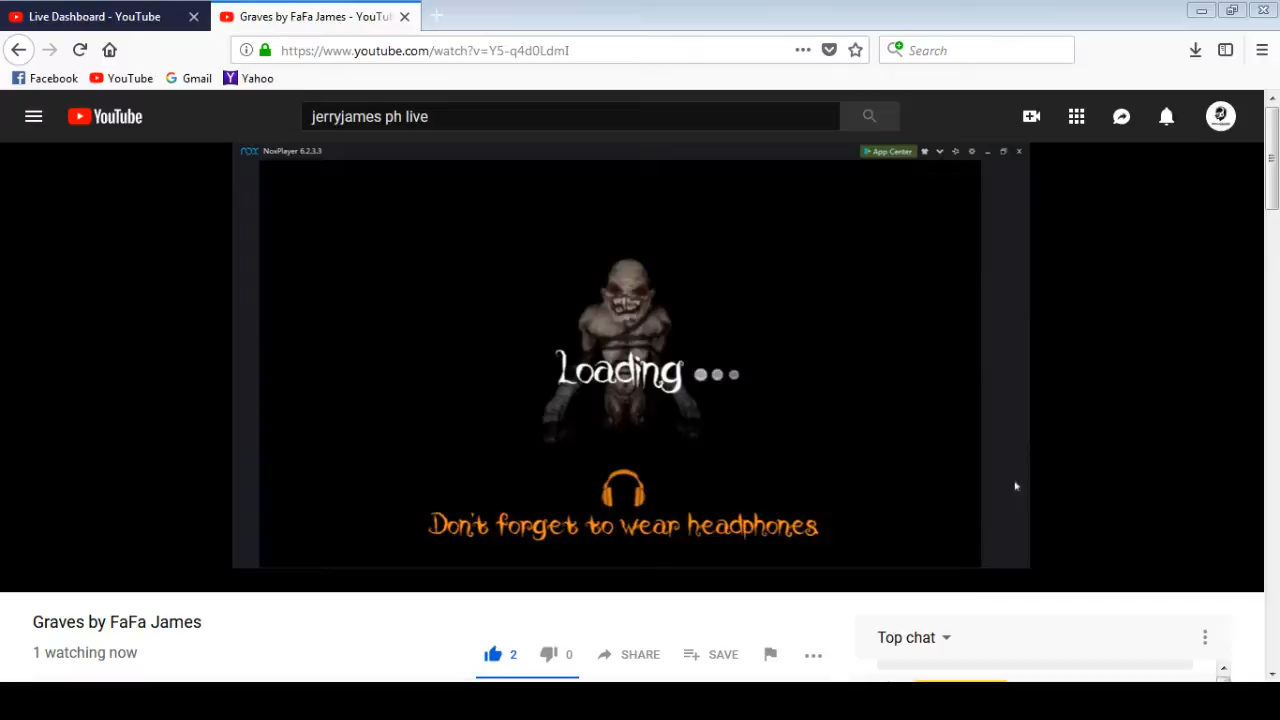 Live Dashboard - YouTube
Graves by FaFa James - YouTu
https://www.youtube.com/watch?v=Y5-q4d0LdmI
Search
Facebook
YouTube
Gmail
Yahoo
YouTube
jerryjames ph live
nox NoxPlayer 6.2.3.3
App Center
Loading
Don't forget to wear headphones
Graves by FaFa James
1 watching now
2
0
SHARE
SAVE
Top chat